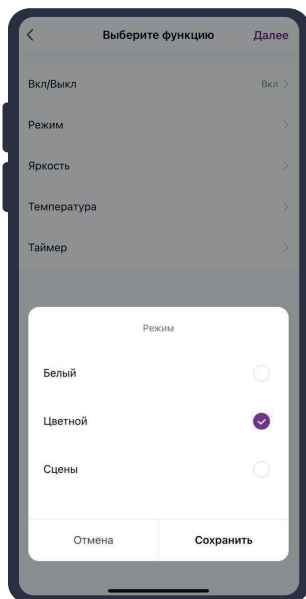 Выберите функцию Далее
Вкл/Выкл Вкл
Режим
Яркость
Температура
Таймер
Режим
Белый
Цветной
Сцены
Отмена Сохранить